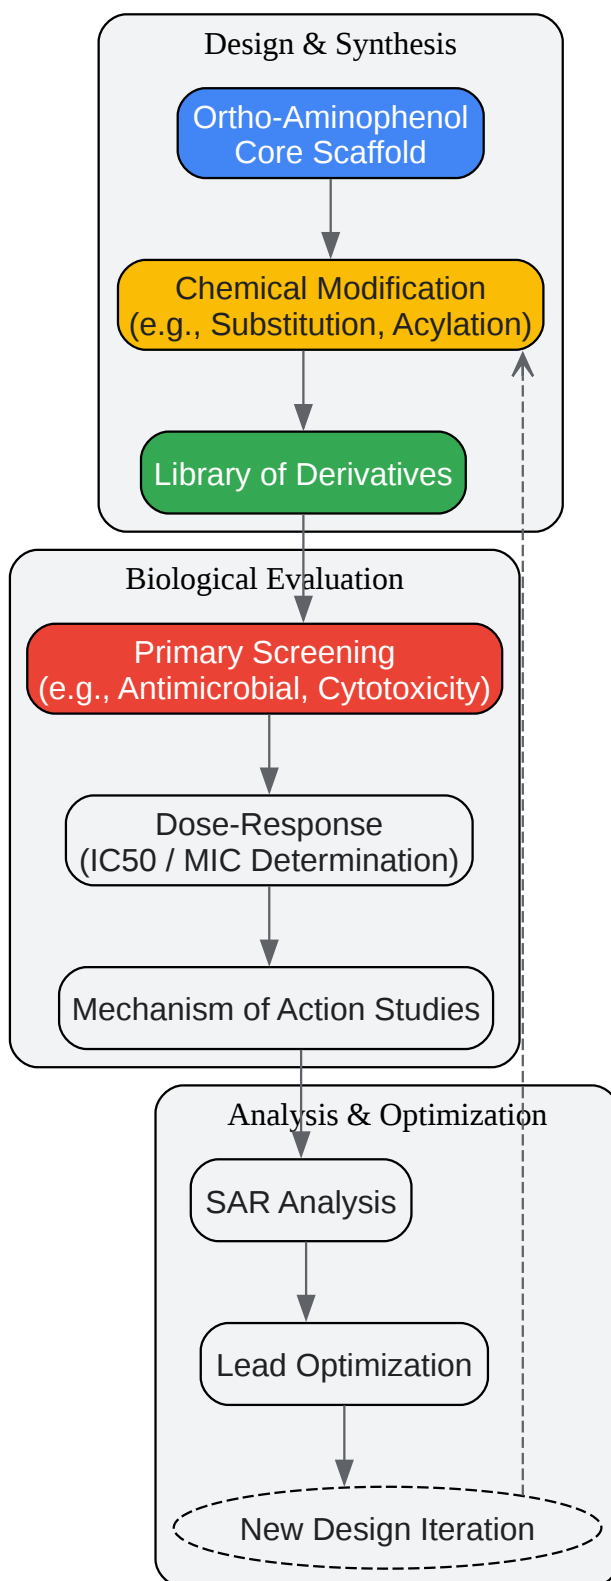 Design & Synthesis
Ortho-Aminophenol
Core Scaffold
Chemical Modification
(e.g., Substitution, Acylation)
Library of Derivatives
Biological Evaluation
Primary Screening
(e.g., Antimicrobial, Cytotoxicity)
Dose-Response
(IC50 / MIC Determination)
Mechanism of Action Studies
Analysis & Optimization
SAR Analysis
Lead Optimization
New Design Iteration